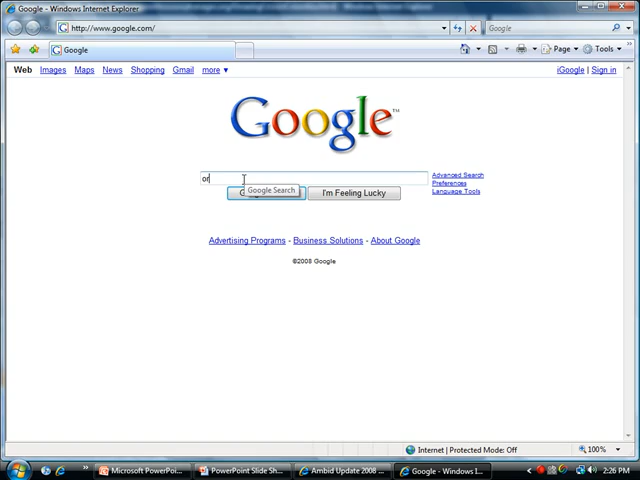 Google - Windows Internet Explorer
http://www.google.com/
Google
Google
Page
Tools
Web Images Maps News Shopping Gmail more ▼
iGoogle | Sign in
Google™
or
Advanced Search
Preferences
Language Tools
Google Search
I'm Feeling Lucky
Advertising Programs - Business Solutions - About Google
©2008 Google
Internet | Protected Mode: Off
100%
Microsoft PowerPo...
PowerPoint Slide Sh...
Ambid Update 2008 ...
Google - Windows I...
2:26 PM